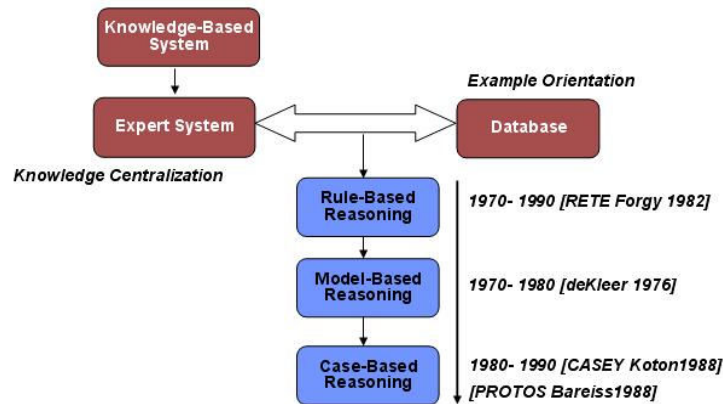 Knowledge-Based
System
Example Orientation
Expert System
Database
Knowledge Centralization
Rule-Based
Reasoning
1970- 1990 [RETE Forgy 1982]
Model-Based
Reasoning
1970- 1980 [deKleer 1976]
Case-Based
Reasoning
1980- 1990 [CASEY Koton1988]
[PROTOS Bareiss1988]